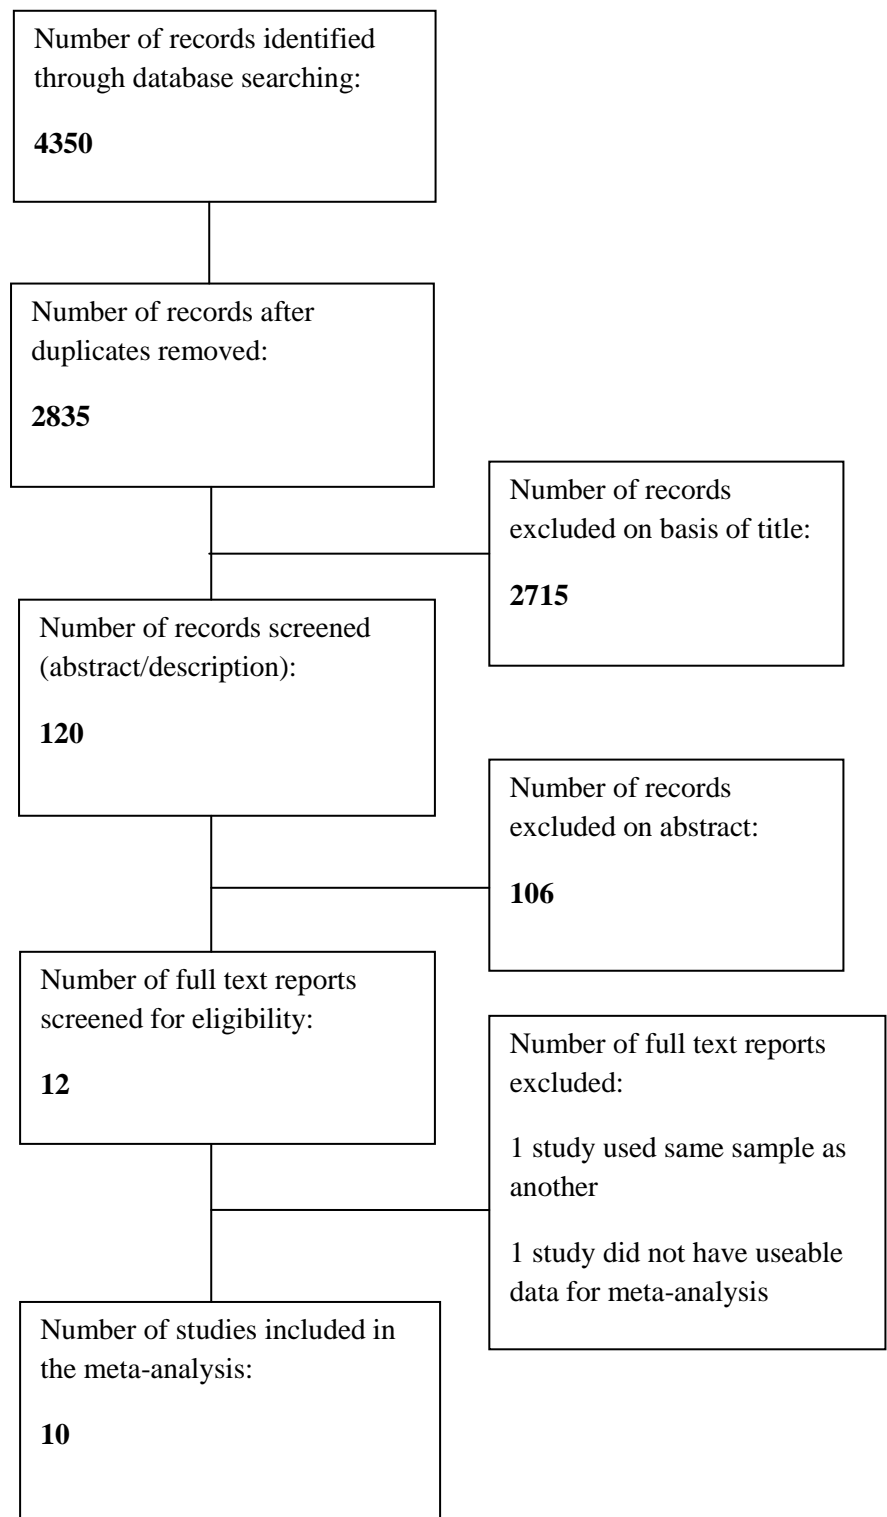 Number of records identified
through database searching:
4350
Number of records after
duplicates removed:
2835
Number of records
excluded on basis of title:
2715
Number of records screened
(abstract/description):
120
Number of records
excluded on abstract:
106
Number of full text reports
screened for eligibility:
12
Number of full text reports
excluded:
1 study used same sample as
another
1 study did not have useable
data for meta-analysis
Number of studies included in
the meta-analysis:
10